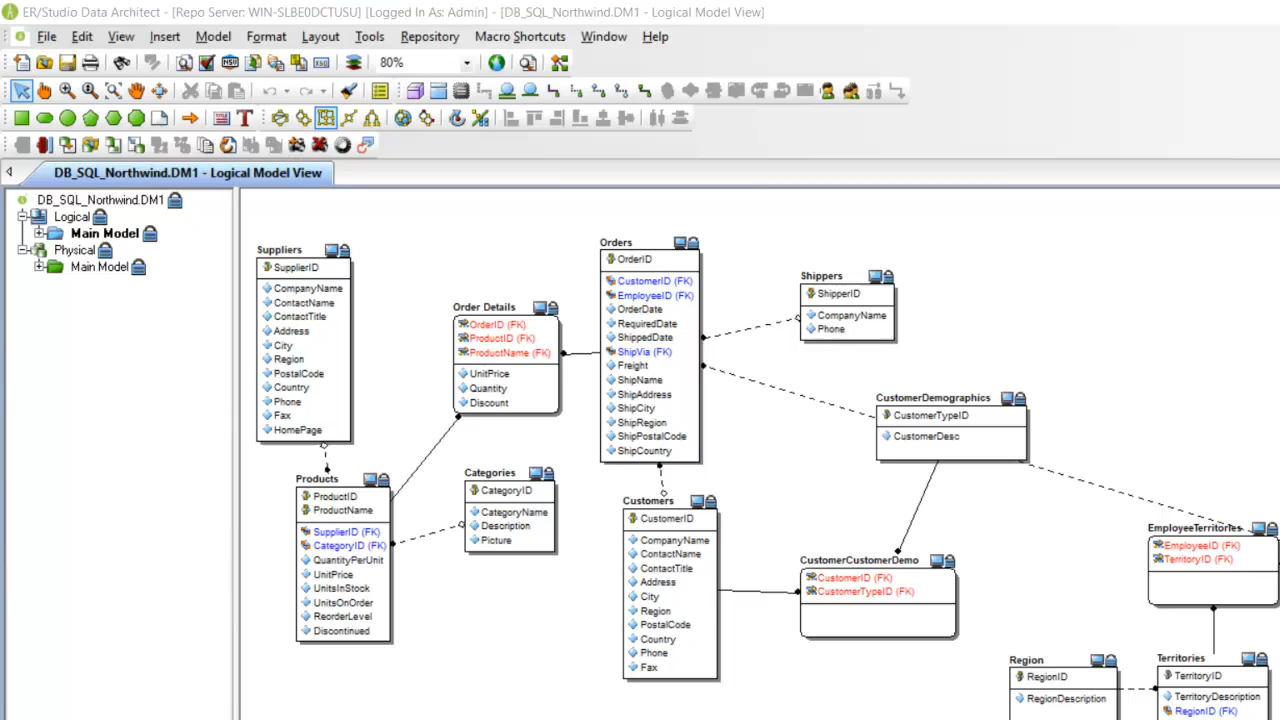 ER/Studio Data Architect - [Repo Server: WIN-SLBE0DCTUSU] [Logged In As: Admin] - [DB_SQL_Northwind.DM1 - Logical Model View]
File Edit View Insert Model Format Layout Tools Repository Macro Shortcuts Window Help
80%
DB_SQL_Northwind.DM1 - Logical Model View
DB_SQL_Northwind.DM1
Logical
Main Model
Physical
Main Model
Suppliers
SupplierID
CompanyName
ContactName
ContactTitle
Address
City
Region
PostalCode
Country
Phone
Fax
HomePage
Products
ProductID
ProductName
SupplierID (FK)
CategoryID (FK)
QuantityPerUnit
UnitPrice
UnitsInStock
UnitsOnOrder
ReorderLevel
Discontinued
Order Details
OrderID (FK)
ProductID (FK)
ProductName (FK)
UnitPrice
Quantity
Discount
Categories
CategoryID
CategoryName
Description
Picture
Orders
OrderID
CustomerID (FK)
EmployeeID (FK)
OrderDate
RequiredDate
ShippedDate
ShipVia (FK)
Freight
ShipName
ShipAddress
ShipCity
ShipRegion
ShipPostalCode
ShipCountry
Customers
CustomerID
CompanyName
ContactName
ContactTitle
Address
City
Region
PostalCode
Country
Phone
Fax
Shippers
ShipperID
CompanyName
Phone
CustomerDemographics
CustomerTypeID
CustomerDesc
CustomerCustomerDemo
CustomerID (FK)
CustomerTypeID (FK)
EmployeeTerritories
EmployeeID (FK)
TerritoryID (FK)
Region
RegionID
RegionDescription
Territories
TerritoryID
TerritoryDescription
RegionID (FK)